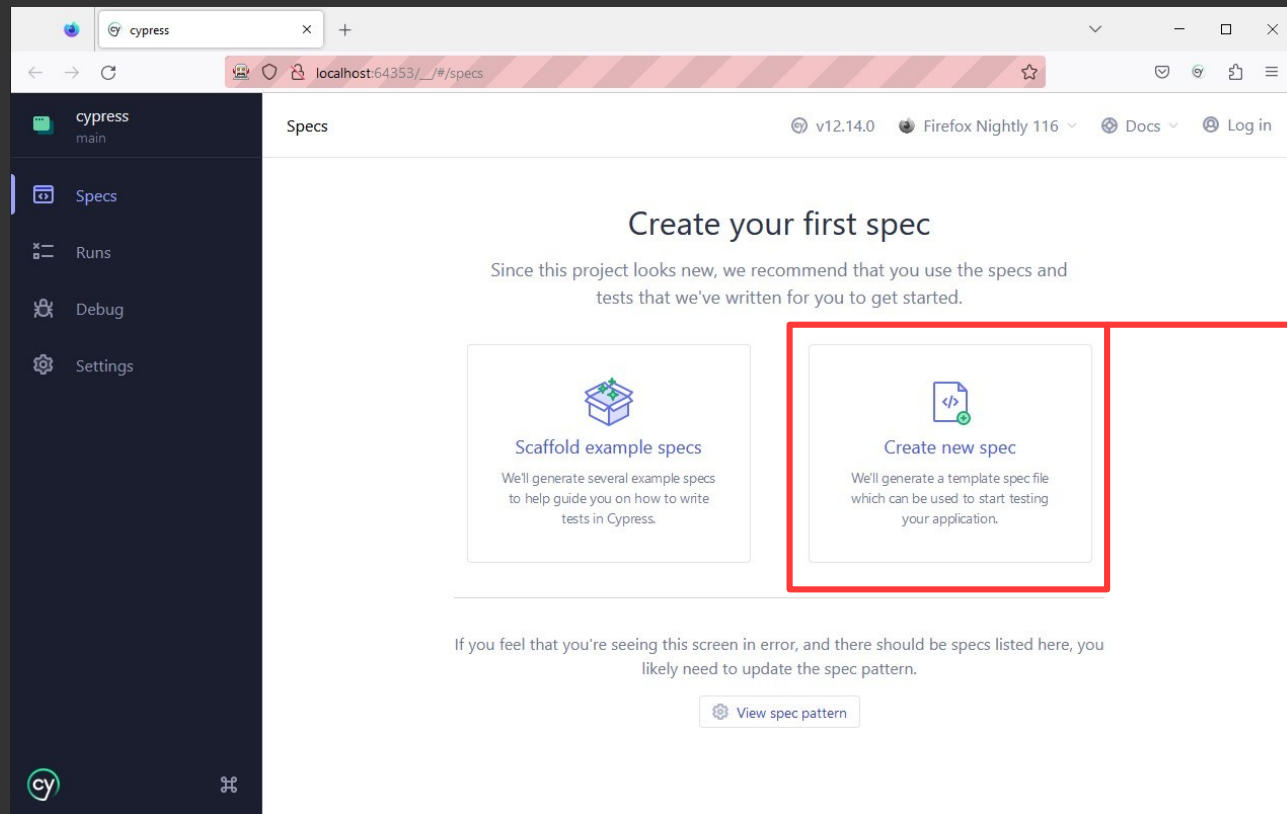 cypress
localhost:64353/__/#/specs
cypress
main
Specs
v12.14.0
Firefox Nightly 116
Docs
Log in
Specs
Runs
Debug
Settings
Create your first spec
Since this project looks new, we recommend that you use the specs and
tests that we've written for you to get started.
Scaffold example specs
We'll generate several example specs
to help guide you on how to write
tests in Cypress.
Create new spec
We'll generate a template spec file
which can be used to start testing
your application.
If you feel that you're seeing this screen in error, and there should be specs listed here, you
likely need to update the spec pattern.
View spec pattern
cy